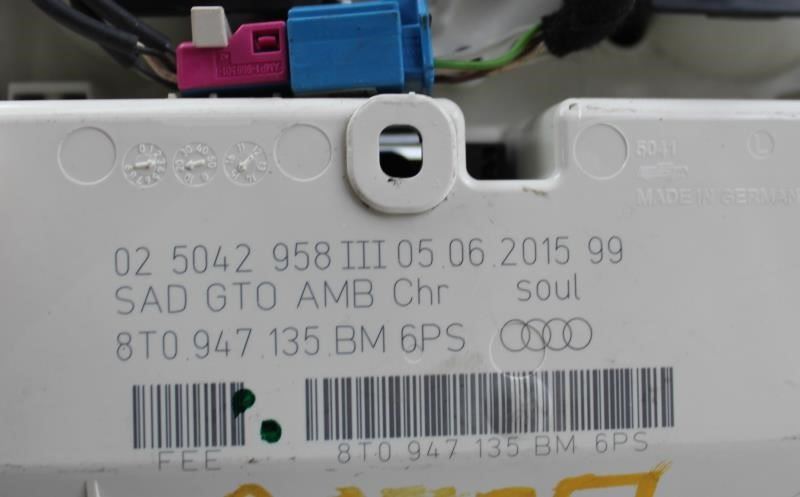 5041
MADE IN GERMANY
02 5042 958 III 05.06.2015 99
SAD GTO AMB Chr soul
8T0.947.135.BM 6PS
FEE 8T0 947 135 BM 6PS